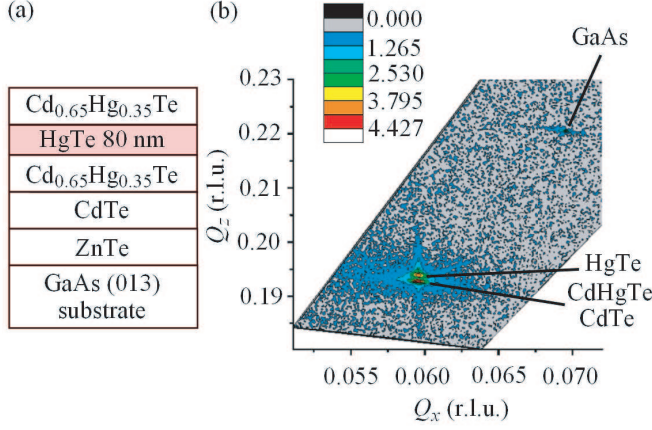 (a)
Cd0.65Hg0.35Te
HgTe 80 nm
Cd0.65Hg0.35Te
CdTe
ZnTe
GaAs (013)
substrate
(b)
0.000
1.265
2.530
3.795
4.427
GaAs
0.23
0.22
0.21
0.20
0.19
Qz (r.l.u.)
HgTe
CdHgTe
CdTe
0.055
0.060
0.065
0.070
Qx (r.l.u.)